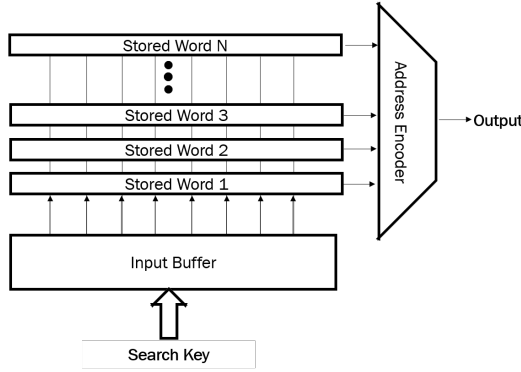 Stored Word N
Stored Word 3
Stored Word 2
Stored Word 1
Address Encoder
Output
Input Buffer
Search Key